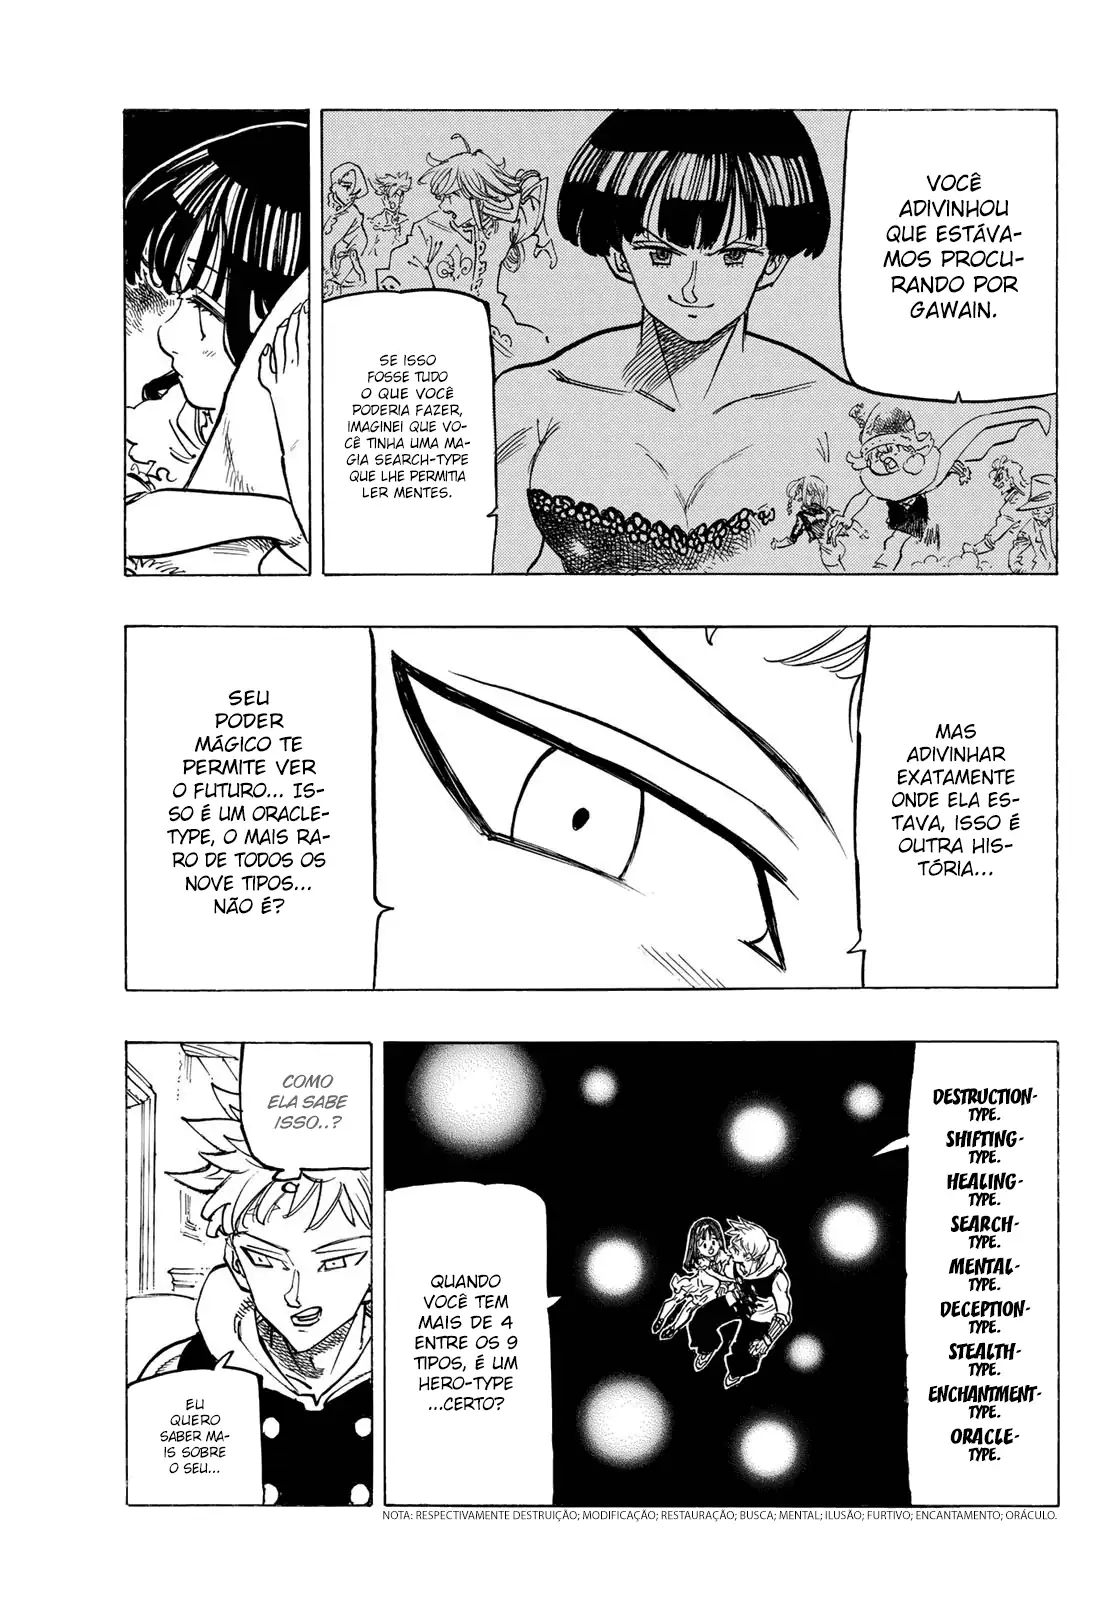 VOCÊ
ADIVINHOU
QUE ESTÁVA-
MOS PROCU-
RANDO POR
GAWAIN.
SE ISSO
FOSSE TUDO
O QUE VOCÊ
PODERIA FAZER,
IMAGINEI QUE VO-
CÊ TINHA UMA MA-
GIA SEARCH-TYPE
QUE LHE PERMITIA
LER MENTES.
MAS
ADIVINHAR
EXATAMENTE
ONDE ELA ES-
TAVA, ISSO É
OUTRA HIS-
TÓRIA...
SEU
PODER
MÁGICO TE
PERMITE VER
O FUTURO... IS-
SO É UM ORACLE-
TYPE, O MAIS RA-
RO DE TODOS OS
NOVE TIPOS...
NÃO É?
DESTRUCTION-
TYPE.
SHIFTING-
TYPE.
HEALING-
TYPE.
SEARCH-
TYPE.
MENTAL-
TYPE.
DECEPTION-
TYPE.
STEALTH-
TYPE.
ENCHANTMENT-
TYPE.
ORACLE-
TYPE.
QUANDO
VOCÊ TEM
MAIS DE 4
ENTRE OS 9
TIPOS, É UM
HERO-TYPE
...CERTO?
COMO
ELA SABE
ISSO..?
EU
QUERO
SABER MA-
IS SOBRE
O SEU...
NOTA: RESPECTIVAMENTE DESTRUIÇÃO; MODIFICAÇÃO; RESTAURAÇÃO; BUSCA; MENTAL; ILUSÃO; FURTIVO; ENCANTAMENTO; ORÁCULO.